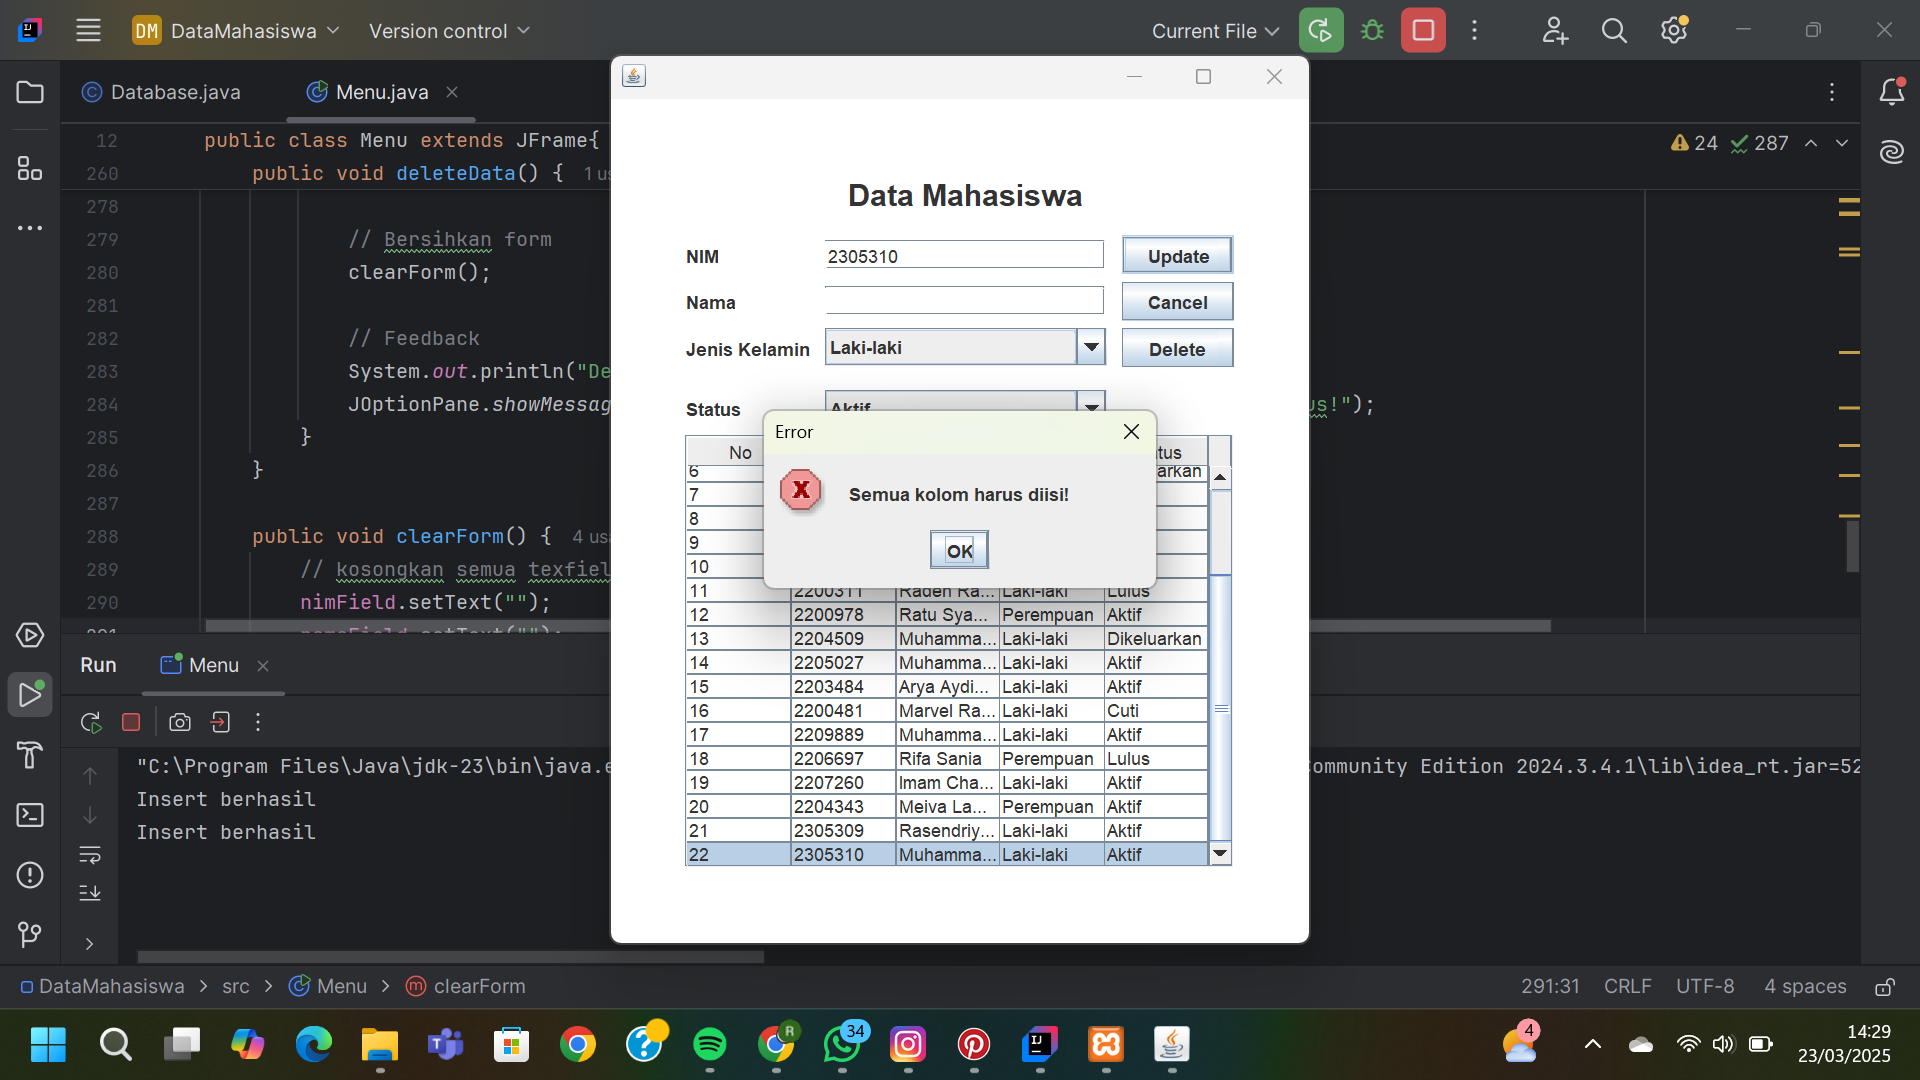 DM DataMahasiswa Version control Current File
Database.java Menu.java
12 public class Menu extends JFrame{ 24 287
260 public void deleteData() {
278
279 // Bersihkan form
280 clearForm();
281
282 // Feedback
283 System.out.println("De
284 JOptionPane.showMessag !");
285 }
286 }
287
288 public void clearForm() {
289 // kosongkan semua texfiel
290 nimField.setText("");
Data Mahasiswa
NIM 2305310 Update
Nama Cancel
Jenis Kelamin Laki-laki Delete
Status Aktif
Error
Semua kolom harus diisi!
OK
No tus
6 arkan
7
8
9
10
11 2200311 Raden Ra... Laki-laki Lulus
12 2200978 Ratu Sya... Perempuan Aktif
13 2204509 Muhamma... Laki-laki Dikeluarkan
14 2205027 Muhamma... Laki-laki Aktif
15 2203484 Arya Aydi... Laki-laki Aktif
16 2200481 Marvel Ra... Laki-laki Cuti
17 2209889 Muhamma... Laki-laki Aktif
18 2206697 Rifa Sania Perempuan Lulus
19 2207260 Imam Cha... Laki-laki Aktif
20 2204343 Meiva La... Perempuan Aktif
21 2305309 Rasendriy... Laki-laki Aktif
22 2305310 Muhamma... Laki-laki Aktif
Run Menu
"C:\Program Files\Java\jdk-23\bin\java.e ommunity Edition 2024.3.4.1\lib\idea_rt.jar=52
Insert berhasil
Insert berhasil
DataMahasiswa > src > Menu > clearForm 291:31 CRLF UTF-8 4 spaces
R 34 4 14:29
23/03/2025